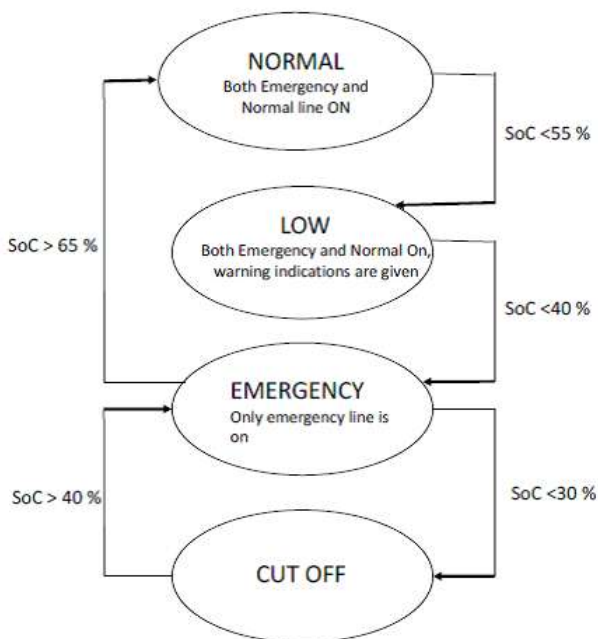 NORMAL
Both Emergency and
Normal line ON
SoC <55 %
LOW
SoC > 65 %
Both Emergency and Normal On,
warning indications are given
SoC <40 %
EMERGENCY
Only emergency line is
on
SoC > 40 %
SoC <30 %
CUT OFF